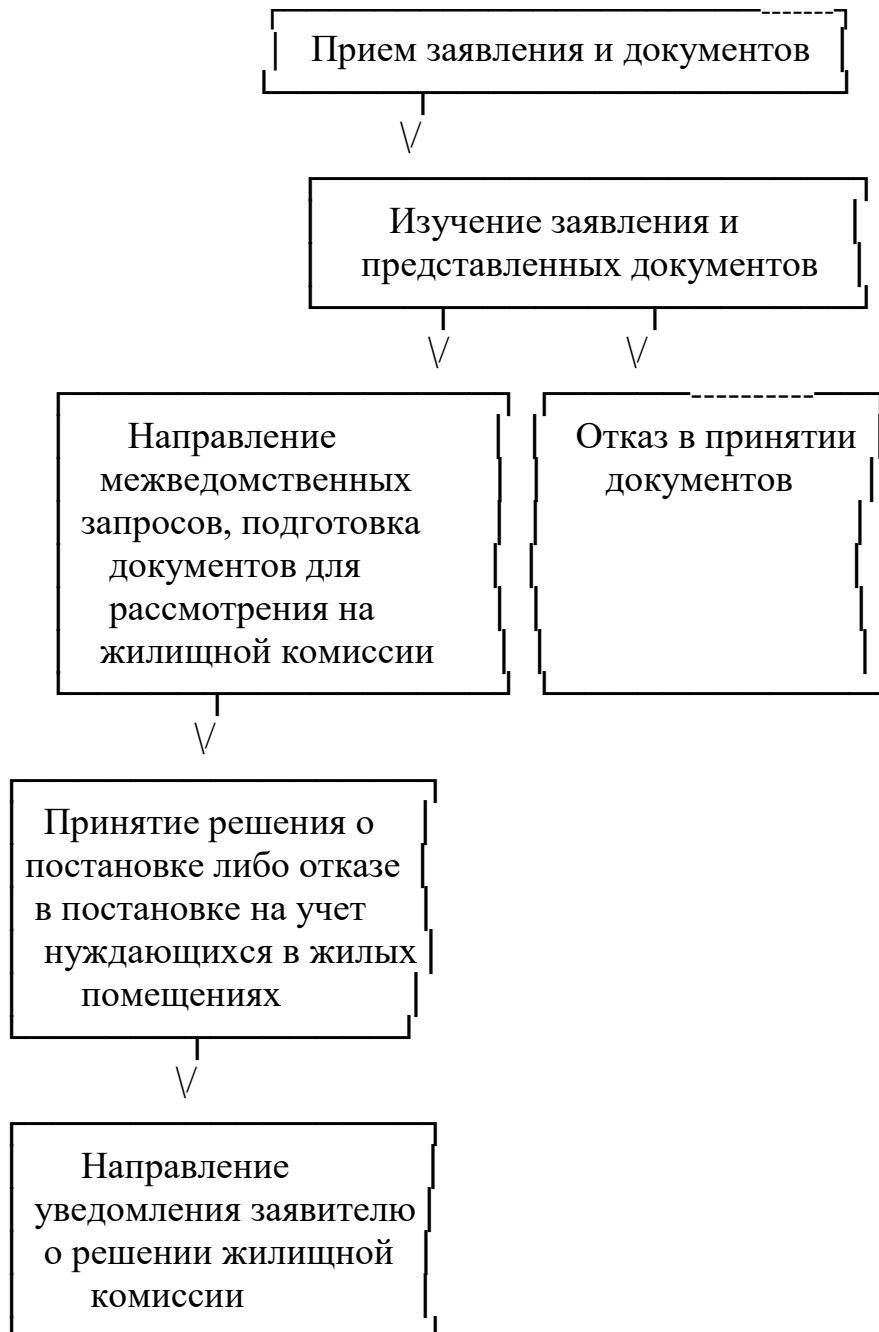 Прием заявления и документов
Изучение заявления и
представленных документов
Направление
межведомственных
запросов, подготовка
документов для
рассмотрения на
жилищной комиссии
Отказ в принятии
документов
Принятие решения о
постановке либо отказе
в постановке на учет
нуждающихся в жилых
помещениях
Направление
уведомления заявителю
о решении жилищной
комиссии